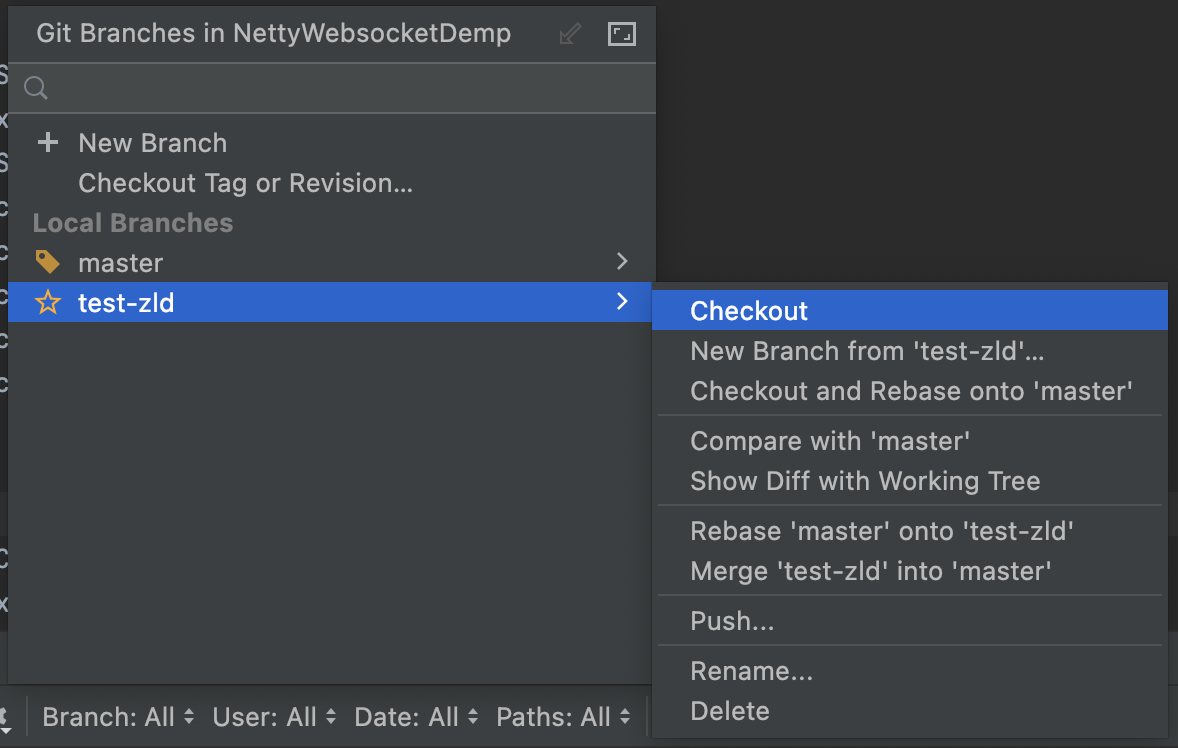 Git Branches in NettyWebsocketDemp
New Branch
Checkout Tag or Revision...
Local Branches
master
test-zld
Checkout
New Branch from 'test-zld'...
Checkout and Rebase onto 'master'
Compare with 'master'
Show Diff with Working Tree
Rebase 'master' onto 'test-zld'
Merge 'test-zld' into 'master'
Push...
Rename...
Delete
Branch: All User: All Date: All Paths: All